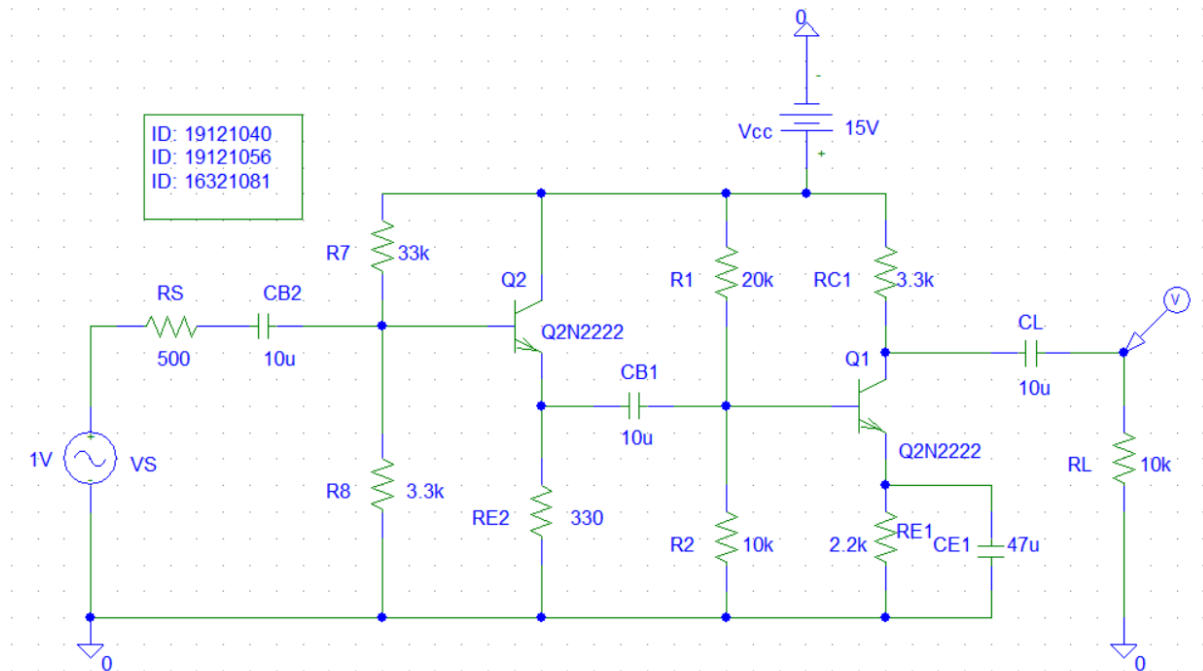 0
-
Vcc 15V
+
ID: 19121040
ID: 19121056
ID: 16321081
R7 33k
Q2
R1 20k
RC1 3.3k
V
RS
CB2
500
10u
Q2N2222
CL
10u
Q1
CB1
10u
Q2N2222
1V
+
-
VS
R8 3.3k
RE2 330
R2 10k
2.2k
RE1
CE1
47u
RL 10k
0
0